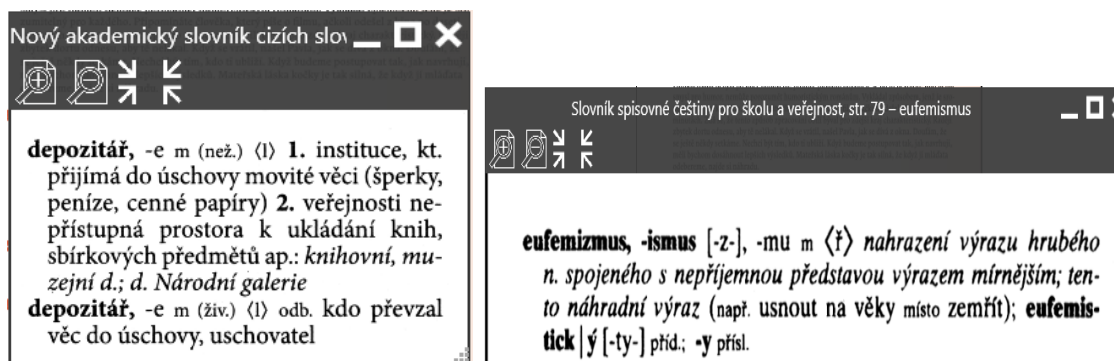 Nový akademický slovník cizích slov
depozitář, -e m (než.) ⟨l⟩ 1. instituce, kt.
přijímá do úschovy movité věci (šperky,
peníze, cenné papíry) 2. veřejnosti ne-
přístupná prostora k ukládání knih,
sbírkových předmětů ap.: knihovní, mu-
zejní d.; d. Národní galerie
depozitář, -e m (živ.) ⟨l⟩ odb. kdo převzal
věc do úschovy, uschovatel
Slovník spisovné češtiny pro školu a veřejnost, str. 79 – eufemismus
eufemizmus, -ismus [-z-], -mu m ⟨ř⟩ nahrazení výrazu hrubého
n. spojeného s nepříjemnou představou výrazem mírnějším; ten-
to náhradní výraz (např. usnout na věky místo zemřít); eufemis-
tick|ý [-ty-] příd.; -y přísl.